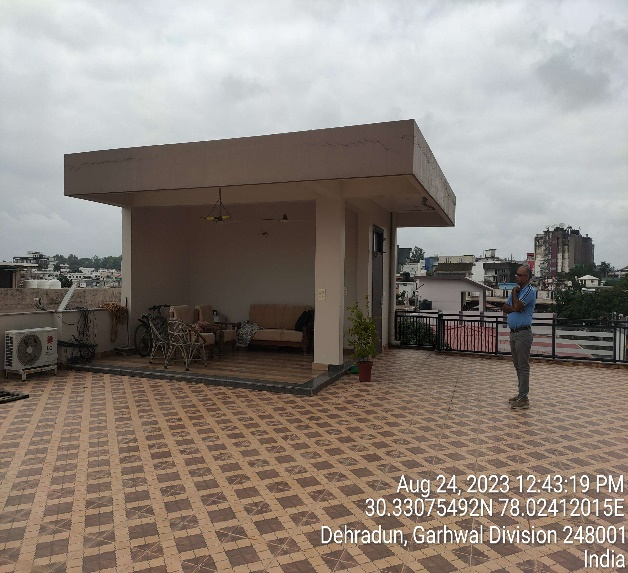 Aug 24, 2023 12:43:19 PM
30.33075492N 78.02412015E
Dehradun, Garhwal Division 248001
India